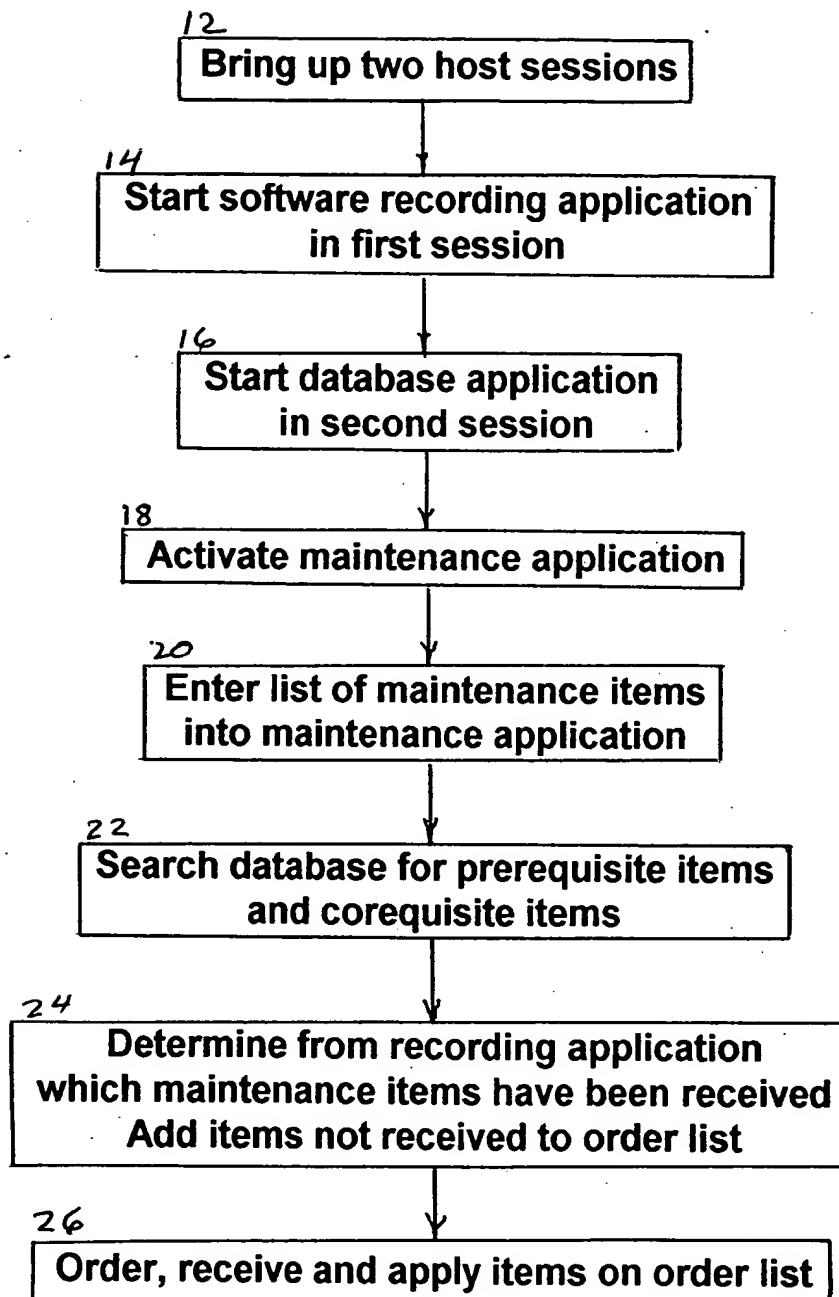 12
Bring up two host sessions
14
Start software recording application
in first session
16
Start database application
in second session
18
Activate maintenance application
20
Enter list of maintenance items
into maintenance application
22
Search database for prerequisite items
and corequisite items
24
Determine from recording application
which maintenance items have been received
Add items not received to order list
26
Order, receive and apply items on order list